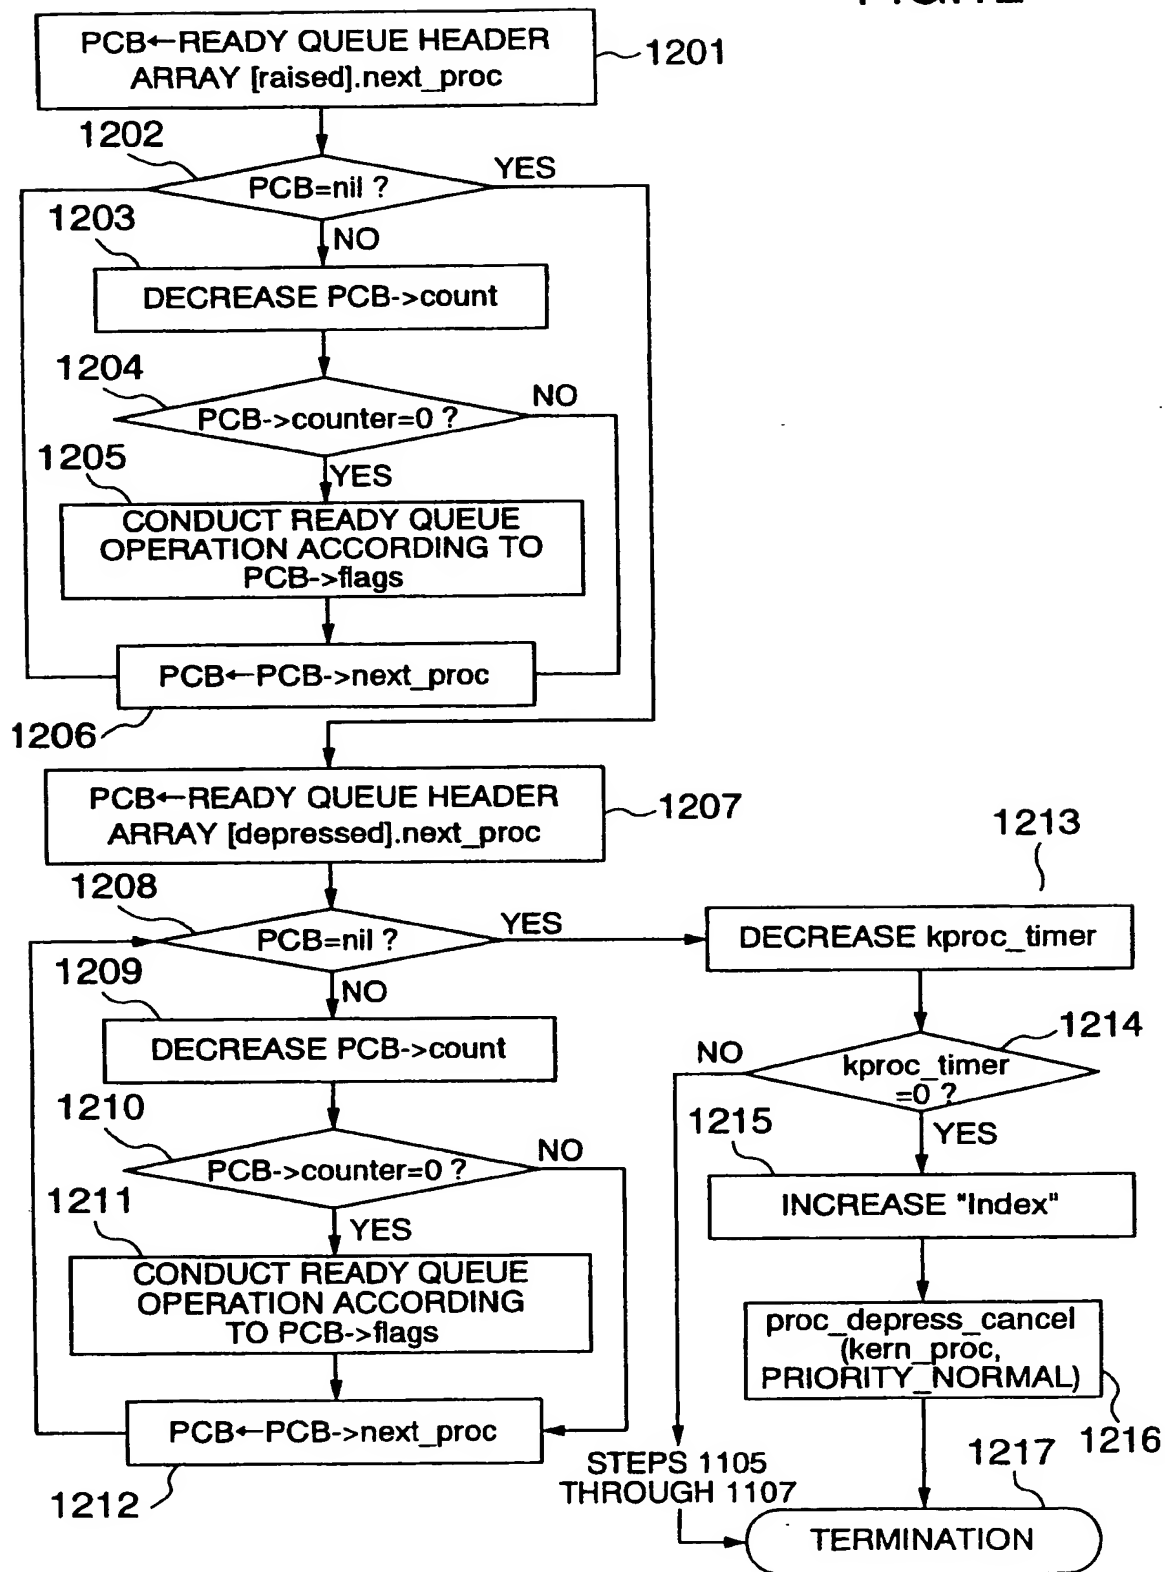 PCB←READY QUEUE HEADER
ARRAY [raised].next_proc
1201
1202
PCB=nil ?
YES
1203
NO
DECREASE PCB->count
1204
PCB->counter=0 ?
NO
1205
YES
CONDUCT READY QUEUE
OPERATION ACCORDING TO
PCB->flags
PCB←PCB->next_proc
1206
PCB←READY QUEUE HEADER
ARRAY [depressed].next_proc
1207
1208
PCB=nil ?
YES
1209
NO
DECREASE PCB->count
1210
PCB->counter=0 ?
NO
1211
YES
CONDUCT READY QUEUE
OPERATION ACCORDING
TO PCB->flags
PCB←PCB->next_proc
1212
1213
DECREASE kproc_timer
1214
NO
kproc_timer
=0 ?
1215
YES
INCREASE "Index"
proc_depress_cancel
(kern_proc,
PRIORITY_NORMAL)
1216
STEPS 1105
THROUGH 1107
1217
TERMINATION